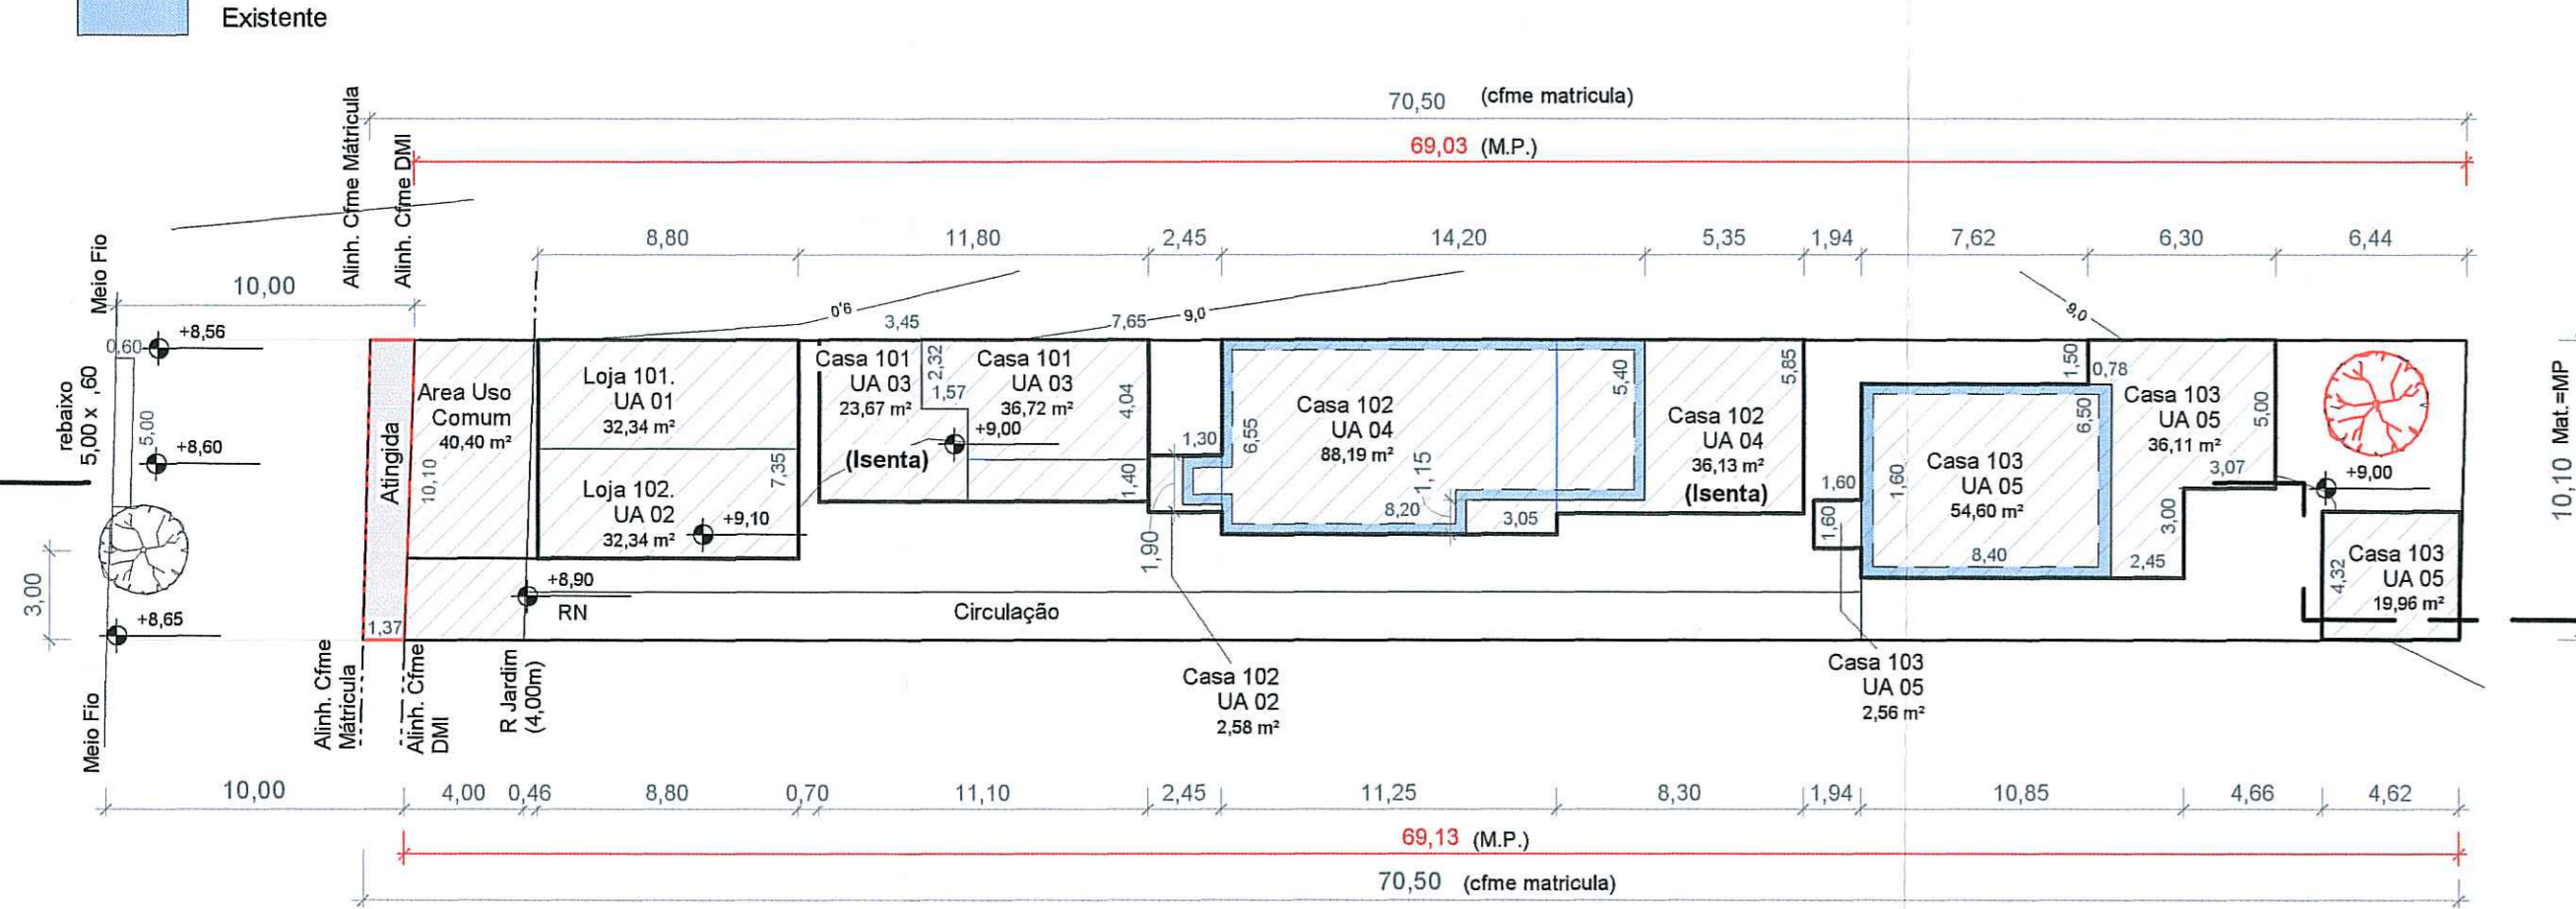 Existente
70,50 (cfme matricula)
69,03 (M.P.)
Alinh. Cfme Mátricula
Alinh. Cfme DMI
Meio Fio
10,00
8,80
11,80
2,45
14,20
5,35
1,94
7,62
6,30
6,44
9,0
9,0
9,0
3,45
7,65
+8,56
0,60
rebaixo
5,00 x ,60
5,00
+8,60
3,00
+8,65
1,37
Atingida
10,10
Area Uso
Comum
40,40 m²
Loja 101.
UA 01
32,34 m²
Loja 102.
UA 02
32,34 m²
7,35
+9,10
+8,90
RN
Casa 101
UA 03
23,67 m²
(Isenta)
2,32
1,57
Casa 101
UA 03
36,72 m²
4,04
+9,00
1,40
1,30
1,90
6,55
Casa 102
UA 04
88,19 m²
5,40
1,15
8,20
3,05
5,85
Casa 102
UA 04
36,13 m²
(Isenta)
1,60
1,60
1,60
Casa 103
UA 05
54,60 m²
8,40
6,50
1,50
0,78
Casa 103
UA 05
36,11 m²
5,00
3,07
3,00
2,45
+9,00
4,32
Casa 103
UA 05
19,96 m²
10,10 Mat.=MP
Circulação
Casa 102
UA 02
2,58 m²
Casa 103
UA 05
2,56 m²
Meio Fio
Alinh. Cfme
Mátricula
Alinh. Cfme
DMI
R Jardim
(4,00m)
10,00
4,00
0,46
8,80
0,70
11,10
2,45
11,25
8,30
1,94
10,85
4,66
4,62
69,13 (M.P.)
70,50 (cfme matricula)